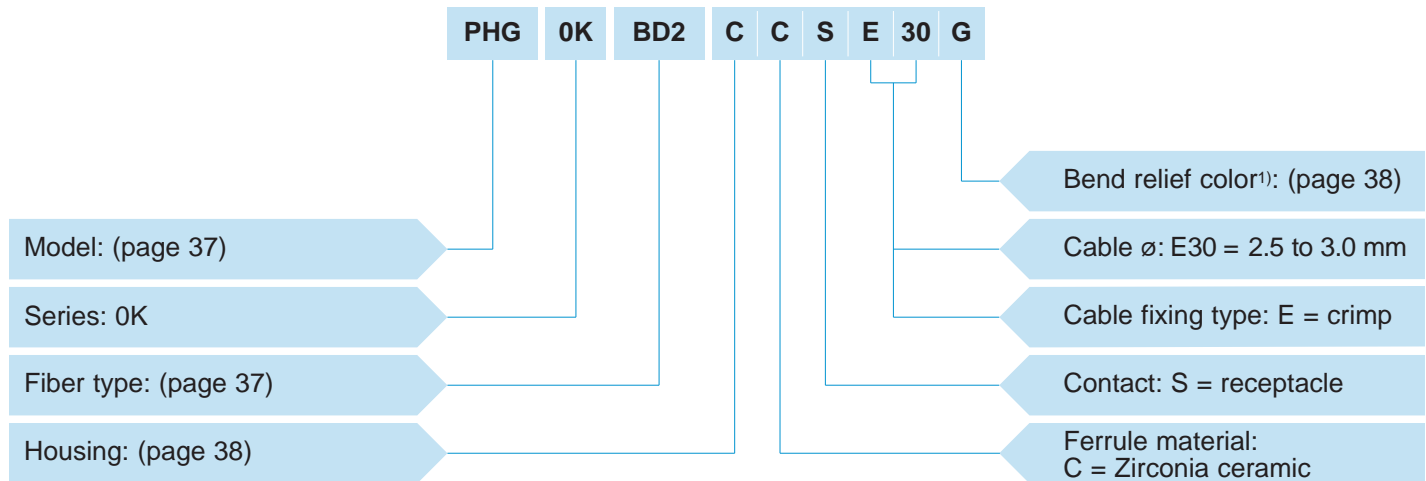 PHG 0K BD2 C C S E 30 G
Bend relief color1): (page 38)
Model: (page 37)
Cable ø: E30 = 2.5 to 3.0 mm
Series: 0K
Cable fixing type: E = crimp
Fiber type: (page 37)
Contact: S = receptacle
Housing: (page 38)
Ferrule material:
C = Zirconia ceramic